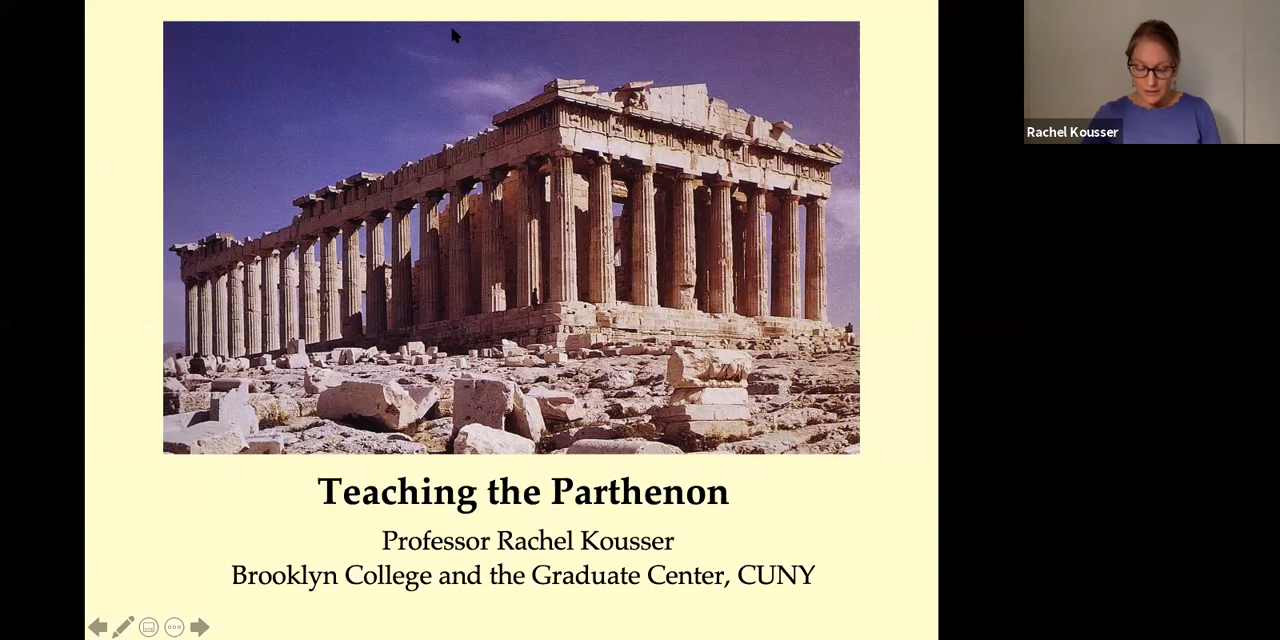 Rachel Kousser
Teaching the Parthenon
Professor Rachel Kousser
Brooklyn College and the Graduate Center, CUNY